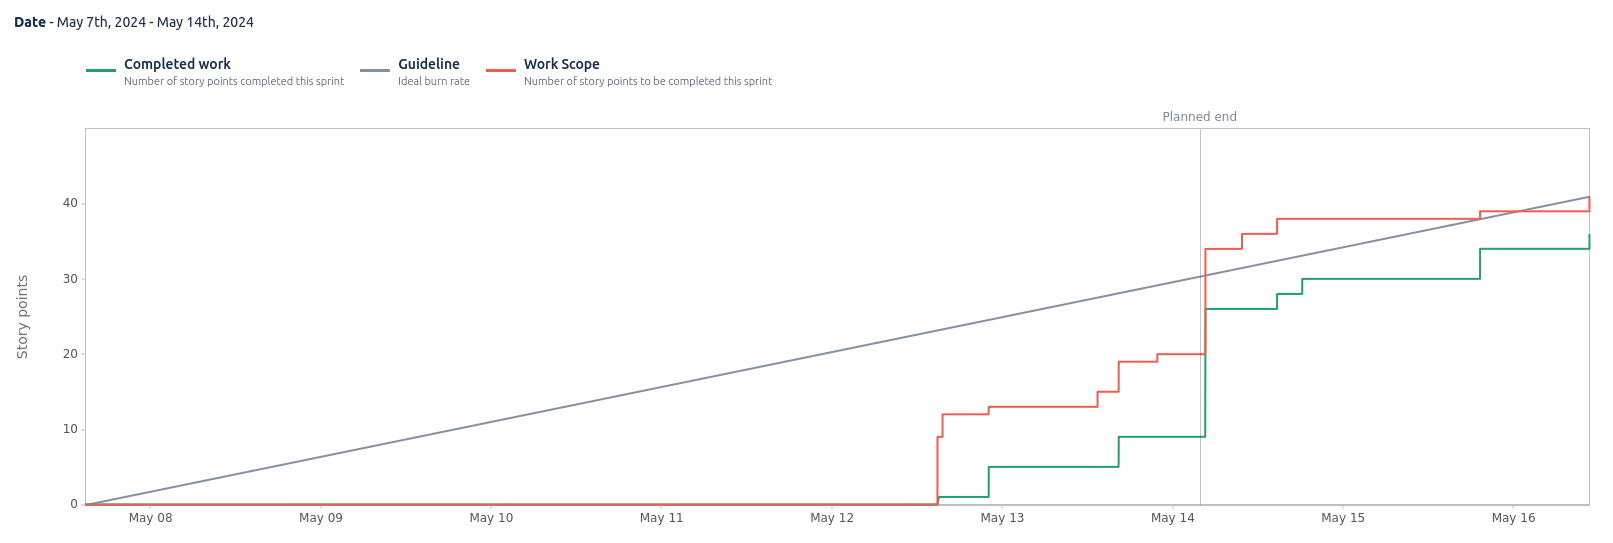 Date - May 7th, 2024 - May 14th, 2024
Completed work
Number of story points completed this sprint
Guideline
Ideal burn rate
Work Scope
Number of story points to be completed this sprint
Planned end
Story points
40
30
20
10
0
May 08
May 09
May 10
May 11
May 12
May 13
May 14
May 15
May 16